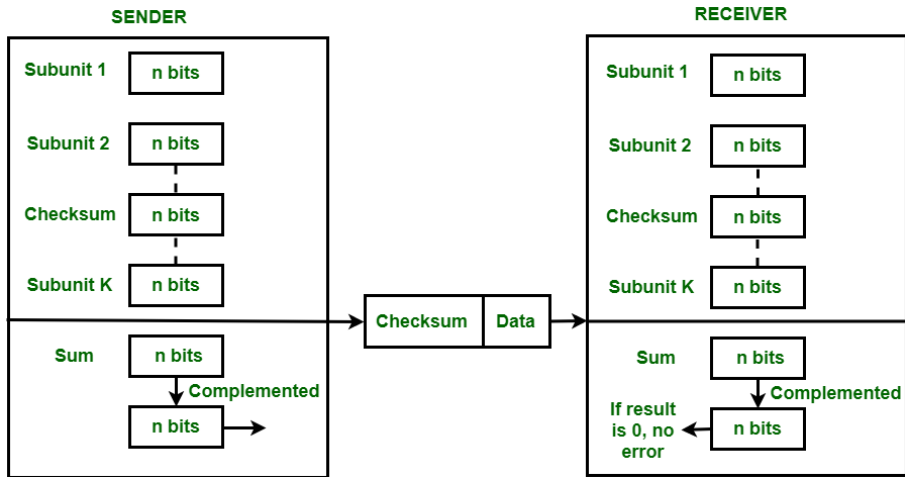 SENDER
Subunit 1
n bits
Subunit 2
n bits
Checksum
n bits
Subunit K
n bits
Sum
n bits
Complemented
n bits
Checksum
Data
RECEIVER
Subunit 1
n bits
Subunit 2
n bits
Checksum
n bits
Subunit K
n bits
Sum
n bits
Complemented
If result
is 0, no
error
n bits